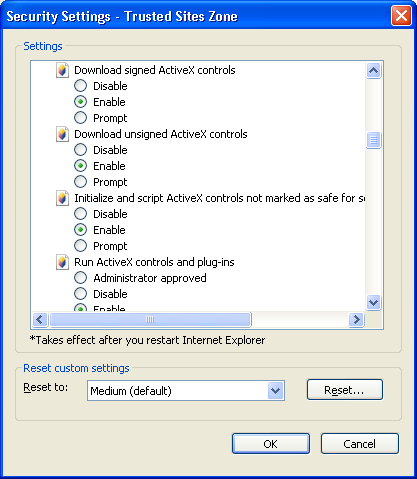 Security Settings - Trusted Sites Zone
Settings
Download signed ActiveX controls
Disable
Enable
Prompt
Download unsigned ActiveX controls
Disable
Enable
Prompt
Initialize and script ActiveX controls not marked as safe for
Disable
Enable
Prompt
Run ActiveX controls and plug-ins
Administrator approved
Disable
Enable
*Takes effect after you restart Internet Explorer
Reset custom settings
Reset to: Medium (default) Reset...
OK Cancel